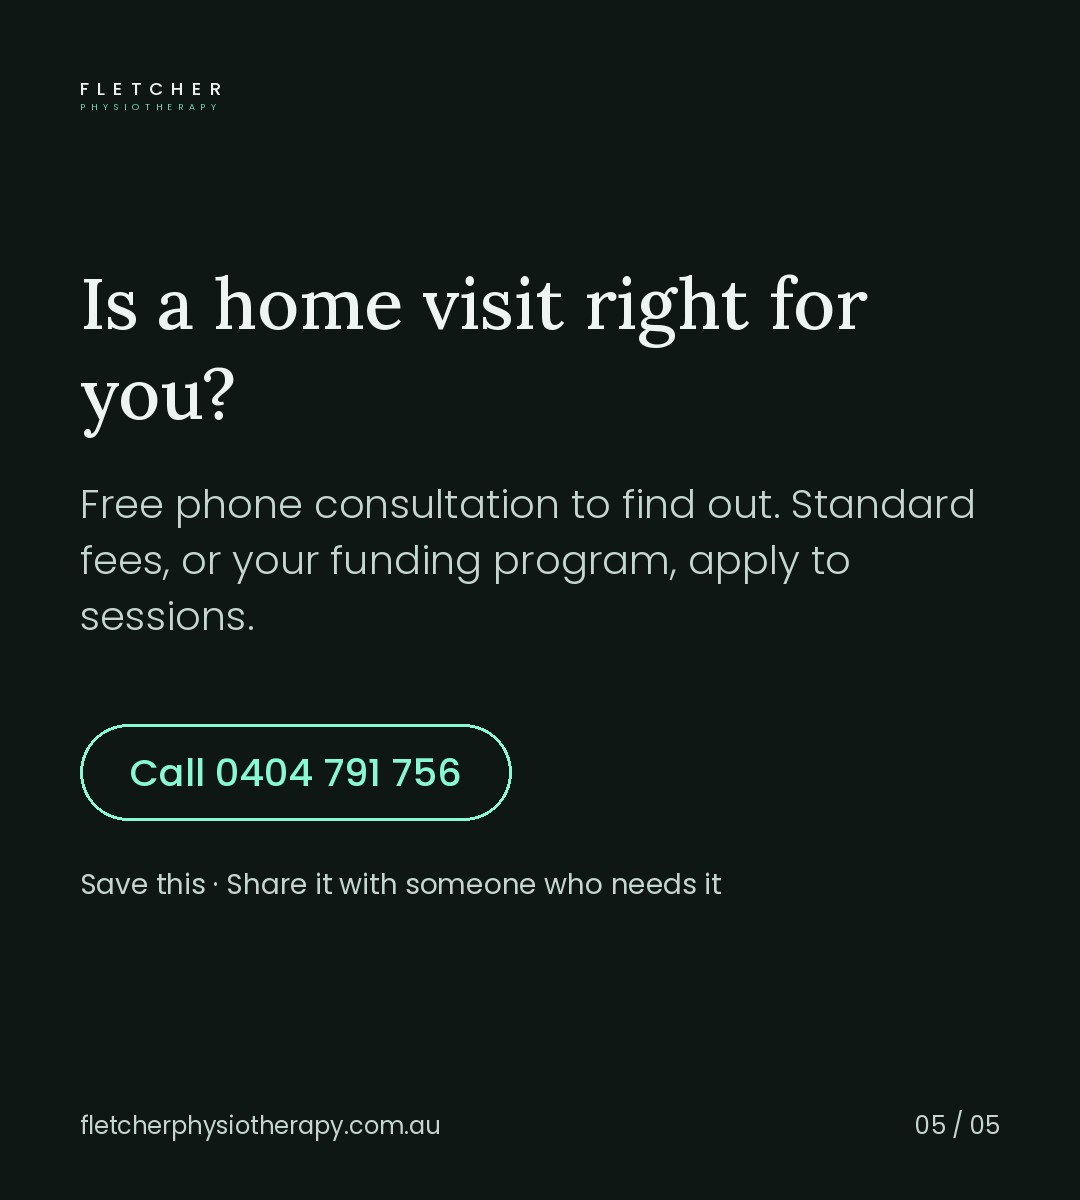 FLETCHER
PHYSIOTHERAPY
Is a home visit right for
you?
Free phone consultation to find out. Standard
fees, or your funding program, apply to
sessions.
Call 0404 791 756
Save this · Share it with someone who needs it
fletcherphysiotherapy.com.au
05 / 05